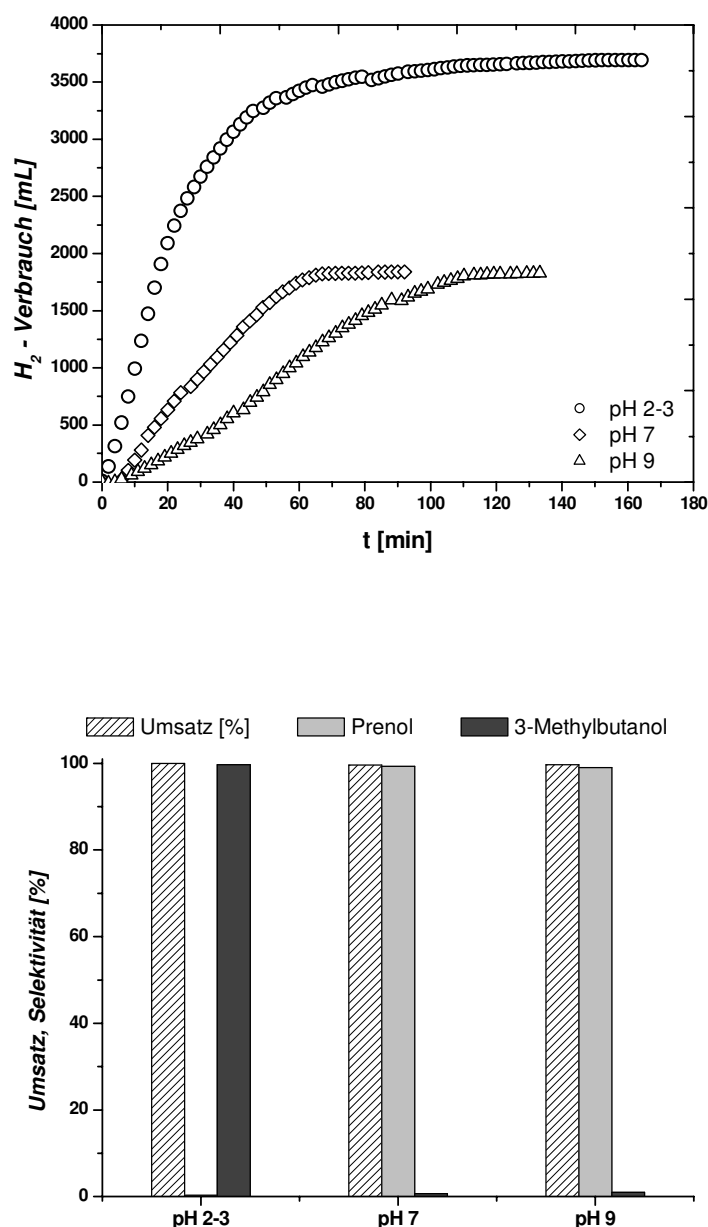 4000
3500
3000
2500
2000
1500
1000
500
0
H2 - Verbrauch [mL]
pH 2-3
pH 7
pH 9
0 20 40 60 80 100 120 140 160 180
t [min]
Umsatz [%] Prenol 3-Methylbutanol
100
80
60
40
20
0
Umsatz, Selektivität [%]
pH 2-3 pH 7 pH 9